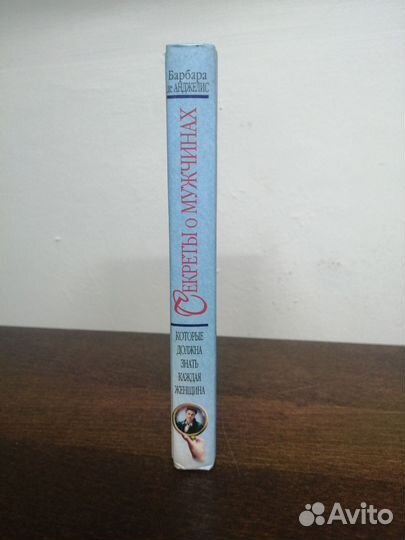 Барбара
де АНДЖЕЛИС
СЕКРЕТЫ о МУЖЧИНАХ
КОТОРЫЕ
ДОЛЖНА
ЗНАТЬ
КАЖДАЯ
ЖЕНЩИНА
Avito